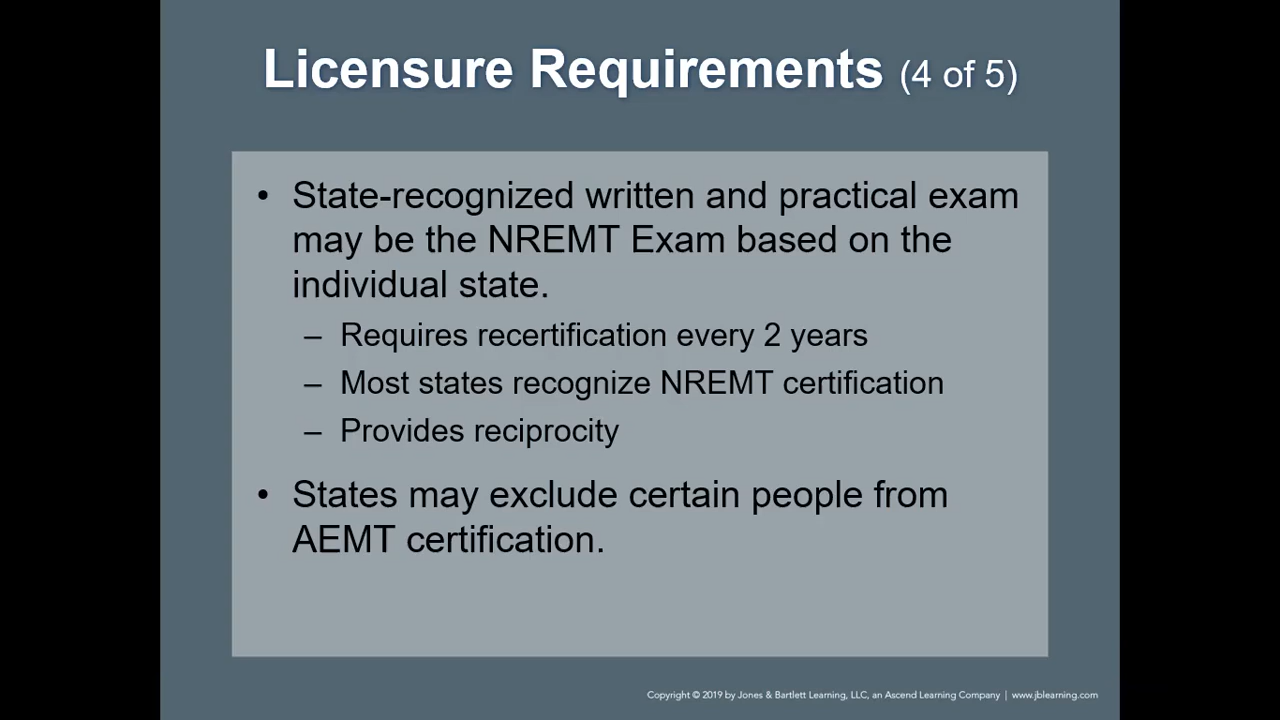 Licensure Requirements (4 of 5)
• State-recognized written and practical exam
may be the NREMT Exam based on the
individual state.
– Requires recertification every 2 years
– Most states recognize NREMT certification
– Provides reciprocity
• States may exclude certain people from
AEMT certification.
Copyright © 2019 by Jones & Bartlett Learning, LLC, an Ascend Learning Company | www.jblearning.com